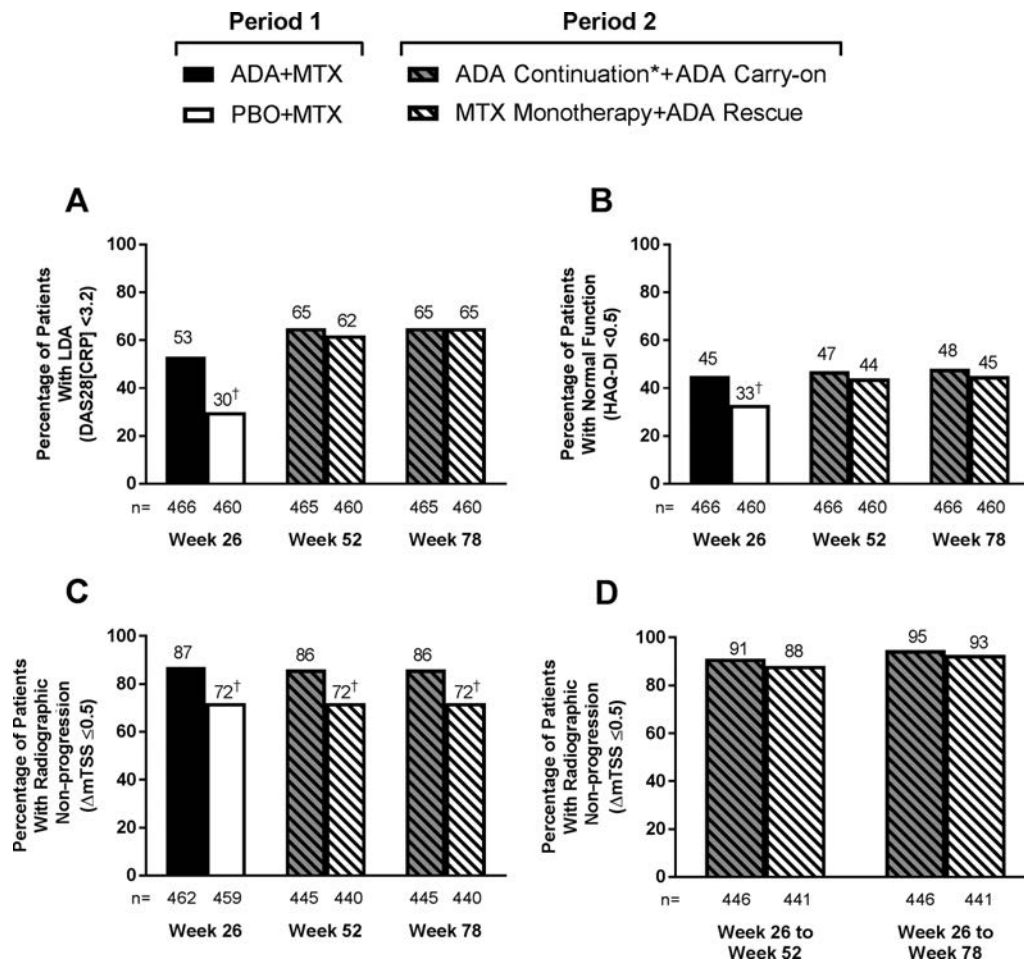 Period 1
Period 2
ADA+MTX
PBO+MTX
ADA Continuation*+ADA Carry-on
MTX Monotherapy+ADA Rescue
A
Percentage of Patients
With LDA
(DAS28[CRP] <3.2)
100
80
60
40
20
0
53
30†
65
62
65
65
n= 466 460 465 460 465 460
Week 26 Week 52 Week 78
B
Percentage of Patients
With Normal Function
(HAQ-DI <0.5)
100
80
60
40
20
0
45
33†
47
44
48
45
n= 466 460 466 460 466 460
Week 26 Week 52 Week 78
C
Percentage of Patients
With Radiographic
Non-progression
(ΔmTSS ≤0.5)
100
80
60
40
20
0
87
72†
86
72†
86
72†
n= 462 459 445 440 445 440
Week 26 Week 52 Week 78
D
Percentage of Patients
With Radiographic
Non-progression
(ΔmTSS ≤0.5)
100
80
60
40
20
0
91
88
95
93
n= 446 441 446 441
Week 26 to Week 26 to
Week 52 Week 78